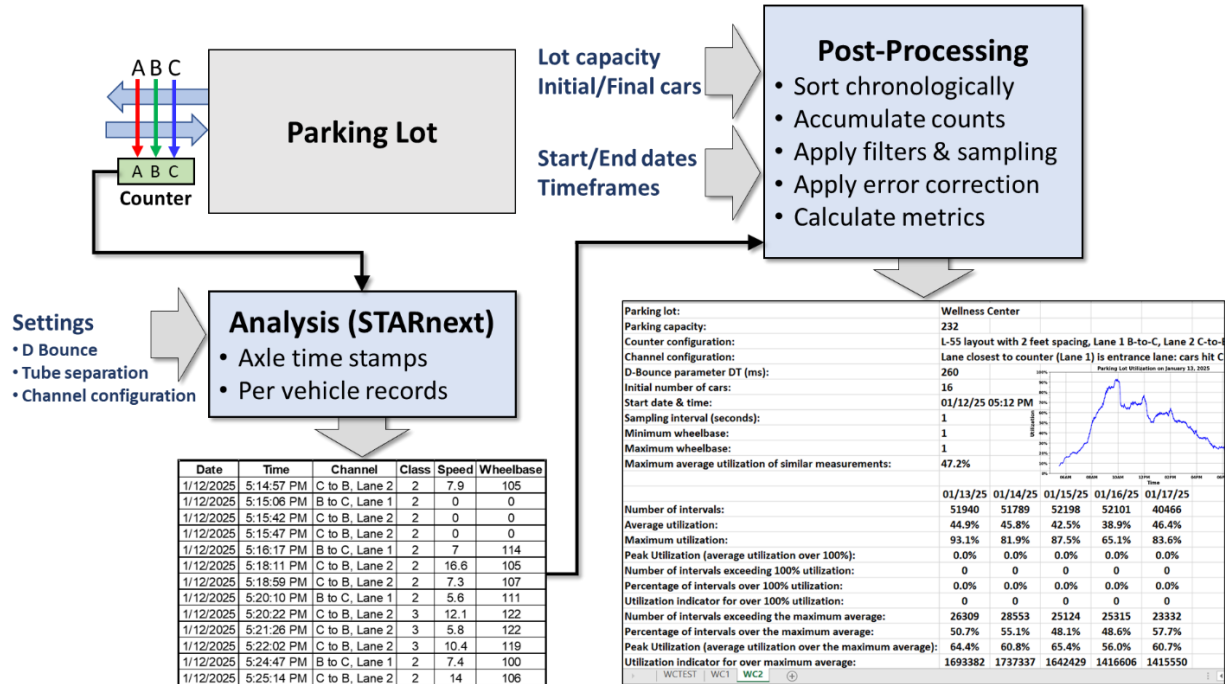 A B C
A B C
Counter
Parking Lot
Lot capacity
Initial/Final cars
Start/End dates
Timeframes
Post-Processing
• Sort chronologically
• Accumulate counts
• Apply filters & sampling
• Apply error correction
• Calculate metrics
Settings
• D Bounce
• Tube separation
• Channel configuration
Analysis (STARnext)
• Axle time stamps
• Per vehicle records
Date Time Channel Class Speed Wheelbase
1/12/2025 5:14:57 PM C to B, Lane 2 2 7.9 105
1/12/2025 5:15:06 PM B to C, Lane 1 2 0 0
1/12/2025 5:15:42 PM C to B, Lane 2 2 0 0
1/12/2025 5:15:47 PM C to B, Lane 2 2 0 0
1/12/2025 5:16:17 PM B to C, Lane 1 2 7 114
1/12/2025 5:18:11 PM C to B, Lane 2 2 16.6 105
1/12/2025 5:18:59 PM C to B, Lane 2 2 7.3 107
1/12/2025 5:20:10 PM B to C, Lane 1 2 5.6 111
1/12/2025 5:20:22 PM C to B, Lane 2 3 12.1 122
1/12/2025 5:21:26 PM C to B, Lane 2 3 5.8 122
1/12/2025 5:22:02 PM C to B, Lane 2 3 10.4 119
1/12/2025 5:24:47 PM B to C, Lane 1 2 7.4 100
1/12/2025 5:25:14 PM C to B, Lane 2 2 14 106
Parking lot: Wellness Center
Parking capacity: 232
Counter configuration: L-55 layout with 2 feet spacing, Lane 1 B-to-C, Lane 2 C-to-B
Channel configuration: Lane closest to counter (Lane 1) is entrance lane: cars hit C
D-Bounce parameter DT (ms): 260
Initial number of cars: 16
Start date & time: 01/12/25 05:12 PM
Sampling interval (seconds): 1
Minimum wheelbase: 1
Maximum wheelbase: 1
Maximum average utilization of similar measurements: 47.2%
Parking Lot Utilization on January 13, 2025
100%
90%
80%
70%
60%
50%
40%
30%
20%
10%
0%
Utilization
Time
01/13/25 01/14/25 01/15/25 01/16/25 01/17/25
Number of intervals: 51940 51789 52198 52101 40466
Average utilization: 44.9% 45.8% 42.5% 38.9% 46.4%
Maximum utilization: 93.1% 81.9% 87.5% 65.1% 83.6%
Peak Utilization (average utilization over 100%): 0.0% 0.0% 0.0% 0.0% 0.0%
Number of intervals exceeding 100% utilization: 0 0 0 0 0
Percentage of intervals over 100% utilization: 0.0% 0.0% 0.0% 0.0% 0.0%
Utilization indicator for over 100% utilization: 0 0 0 0 0
Number of intervals exceeding the maximum average: 26309 28553 25124 25315 23332
Percentage of intervals over the maximum average: 50.7% 55.1% 48.1% 48.6% 57.7%
Peak Utilization (average utilization over the maximum average): 64.4% 60.8% 65.4% 56.0% 60.7%
Utilization indicator for over maximum average: 1693382 1737337 1642429 1416606 1415550
WCTEST WC1 WC2